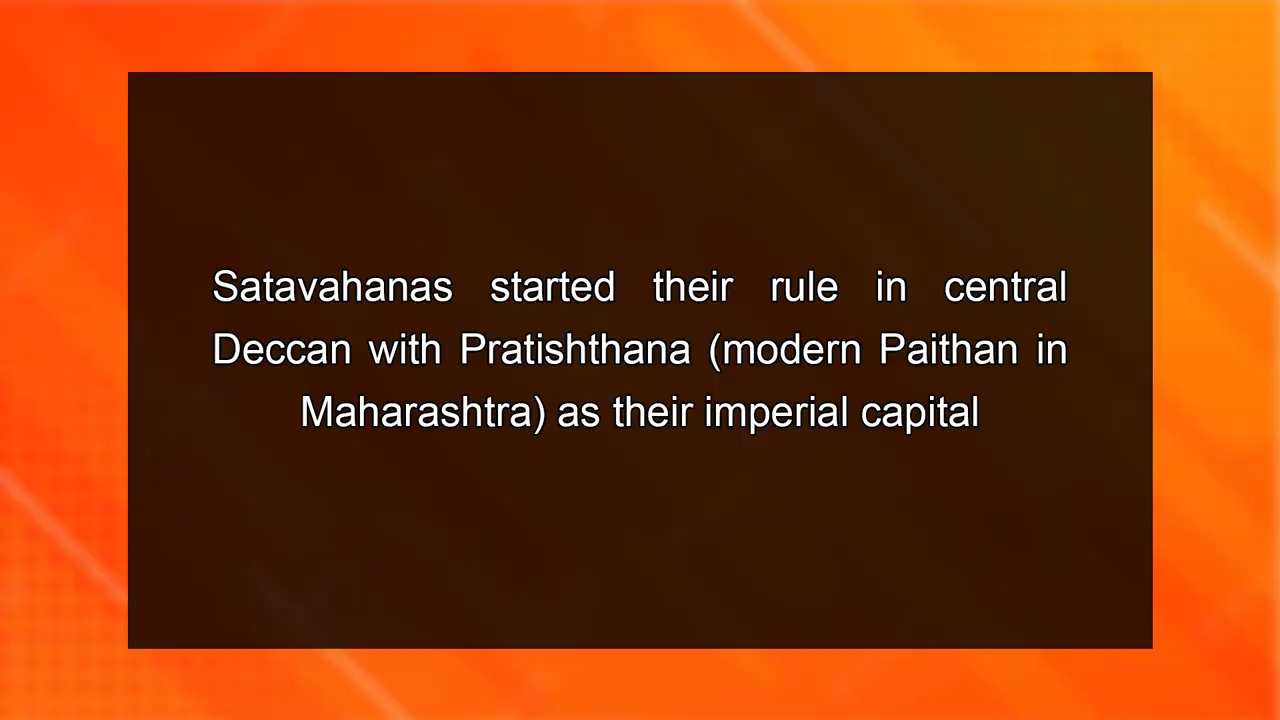 Satavahanas started their rule in central
Deccan with Pratishthana (modern Paithan in
Maharashtra) as their imperial capital